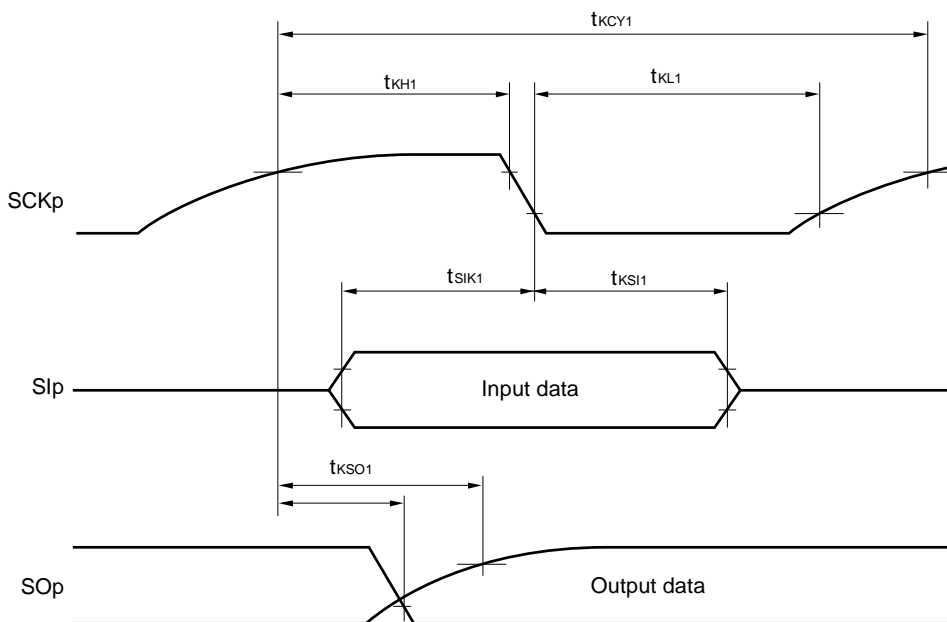 tKCY1
tKH1
tKL1
SCKp
tSIK1
tKSI1
SIp
Input data
tKSO1
SOp
Output data